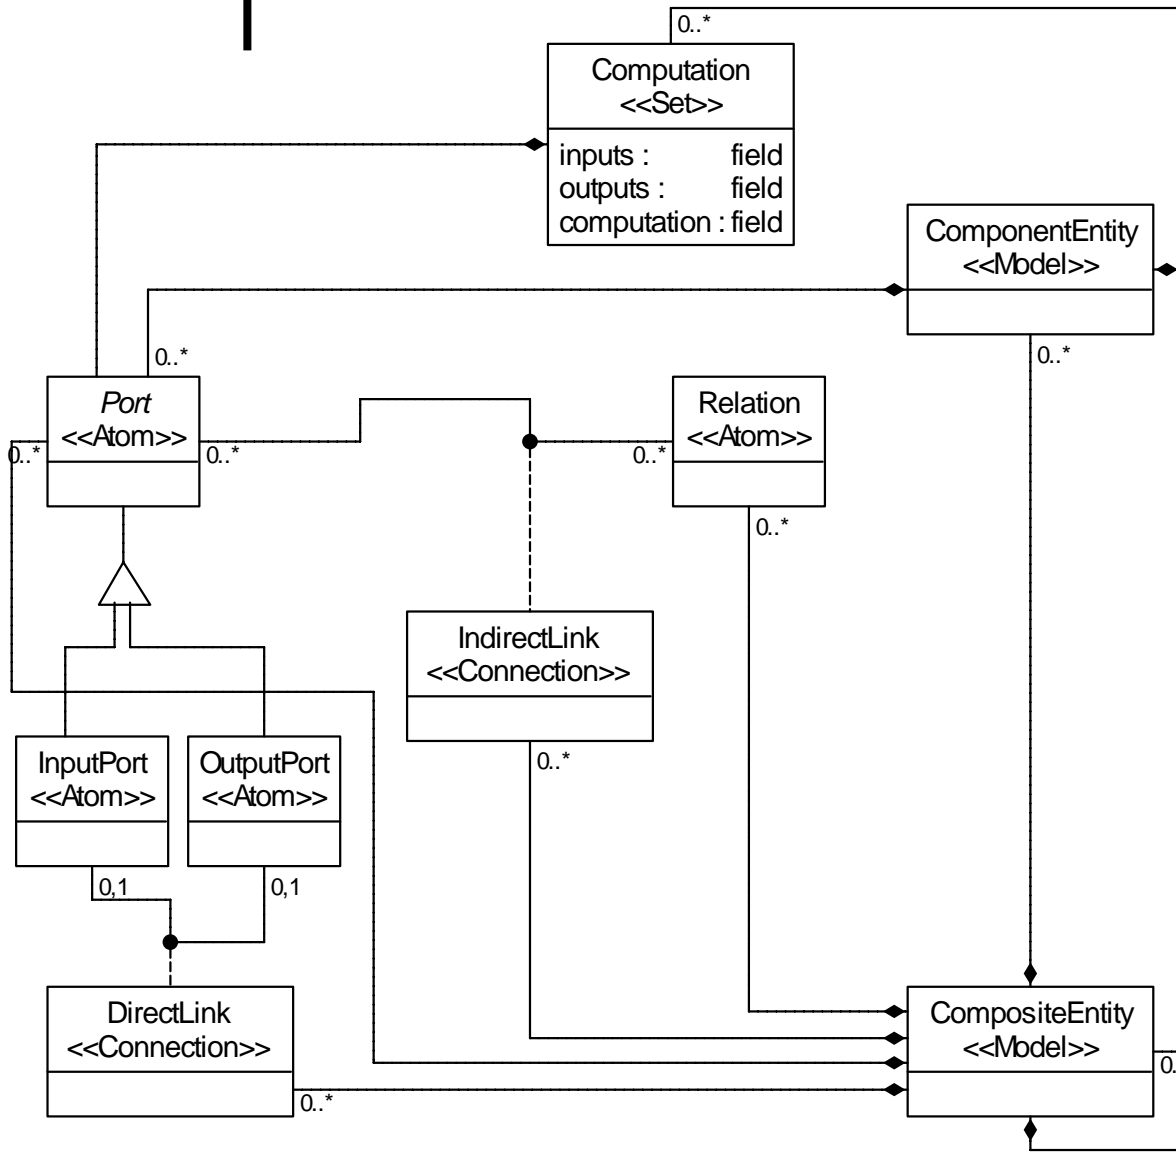 0..*
Computation
<<Set>>
inputs : field
outputs : field
computation : field
ComponentEntity
<<Model>>
0..*
0..*
Port
<<Atom>>
0..*
0..*
Relation
<<Atom>>
0..*
0..*
IndirectLink
<<Connection>>
0..*
InputPort
<<Atom>>
OutputPort
<<Atom>>
0,1
0,1
DirectLink
<<Connection>>
0..*
CompositeEntity
<<Model>>
0.